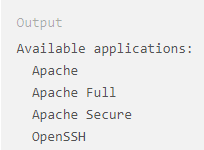 Output
Available applications:
Apache
Apache Full
Apache Secure
OpenSSH